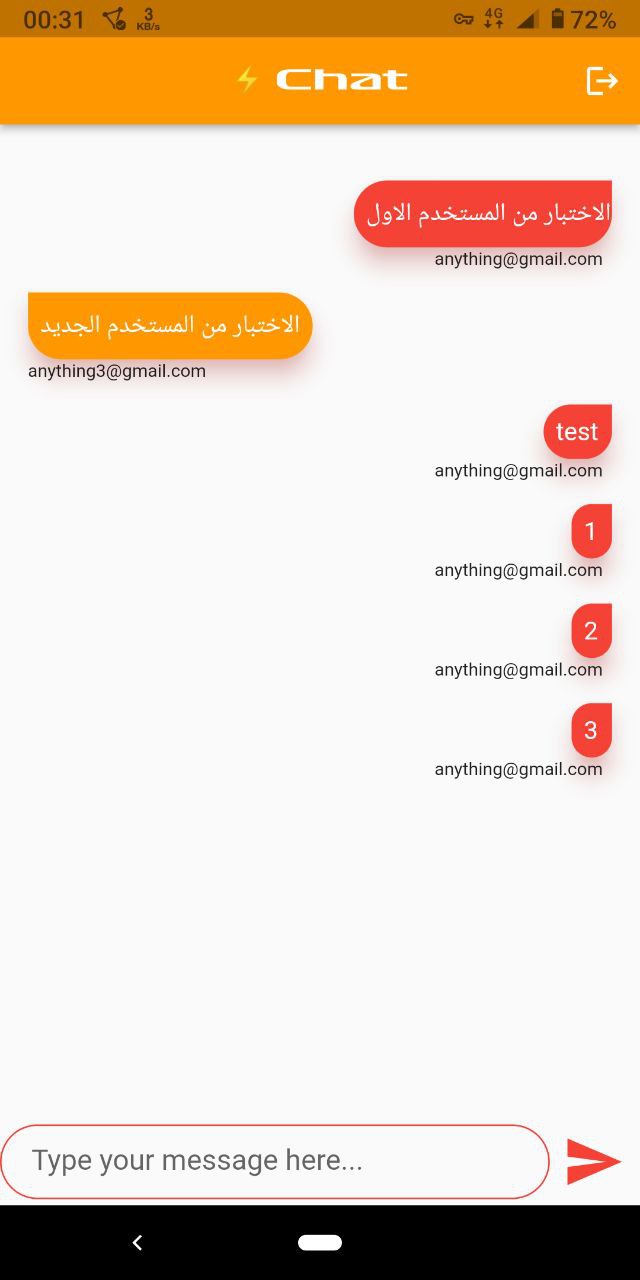 00:31 3 KB/s 4G 72%
⚡ Chat
الاختبار من المستخدم الاول
anything@gmail.com
الاختبار من المستخدم الجديد
anything3@gmail.com
test
anything@gmail.com
1
anything@gmail.com
2
anything@gmail.com
3
anything@gmail.com
Type your message here...